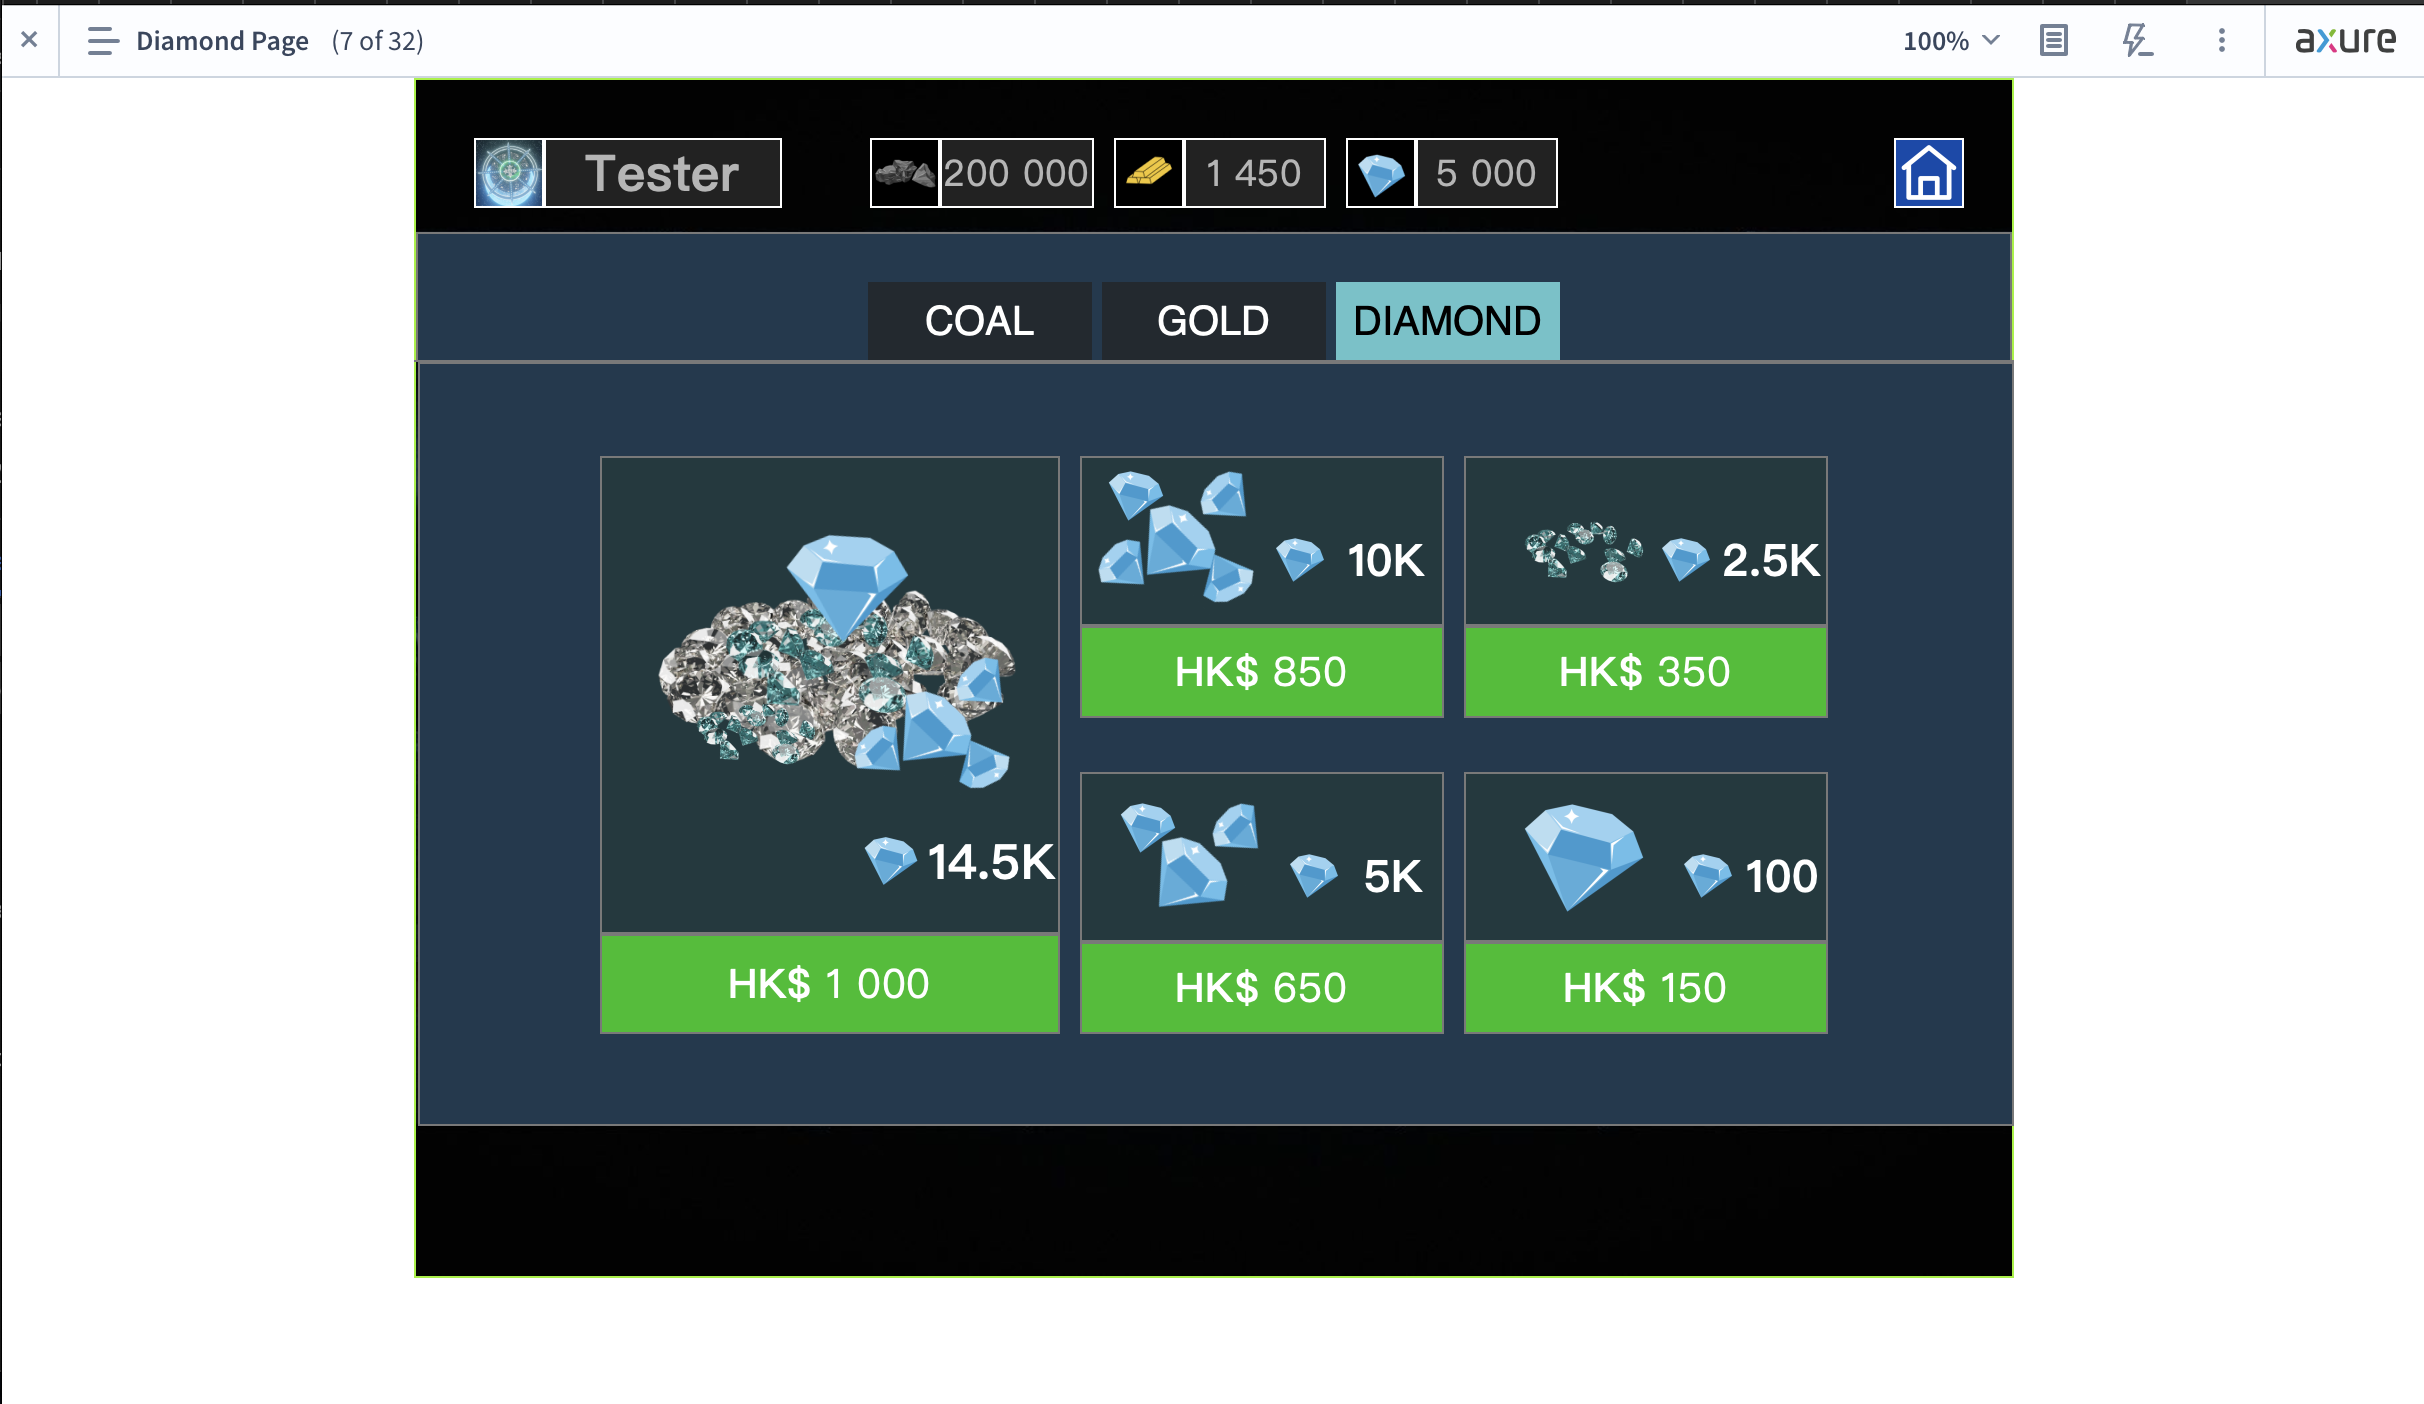 Diamond Page (7 of 32)
100%
axure
Tester
200 000
1 450
5 000
COAL
GOLD
DIAMOND
14.5K
HK$ 1 000
10K
HK$ 850
2.5K
HK$ 350
5K
HK$ 650
100
HK$ 150